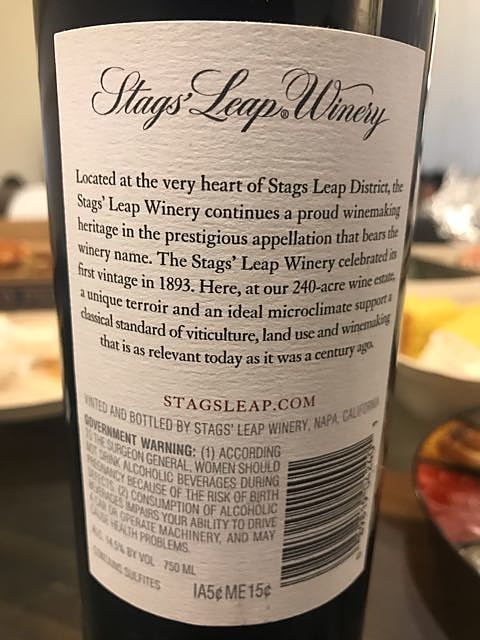 Stags' Leap® Winery
Located at the very heart of Stags Leap District, the
Stags' Leap Winery continues a proud winemaking
heritage in the prestigious appellation that bears the
winery name. The Stags' Leap Winery celebrated its
first vintage in 1893. Here, at our 240-acre wine estate,
a unique terroir and an ideal microclimate support a
classical standard of viticulture, land use and winemaking
that is as relevant today as it was a century ago.
STAGSLEAP.COM
VINTED AND BOTTLED BY STAGS' LEAP WINERY, NAPA, CALIFORNIA
GOVERNMENT WARNING: (1) ACCORDING
TO THE SURGEON GENERAL, WOMEN SHOULD
NOT DRINK ALCOHOLIC BEVERAGES DURING
PREGNANCY BECAUSE OF THE RISK OF BIRTH
DEFECTS. (2) CONSUMPTION OF ALCOHOLIC
BEVERAGES IMPAIRS YOUR ABILITY TO DRIVE
A CAR OR OPERATE MACHINERY, AND MAY
CAUSE HEALTH PROBLEMS.
ALC. 14.5% BY VOL 750 ML
CONTAINS SULFITES
IA5¢ ME15¢